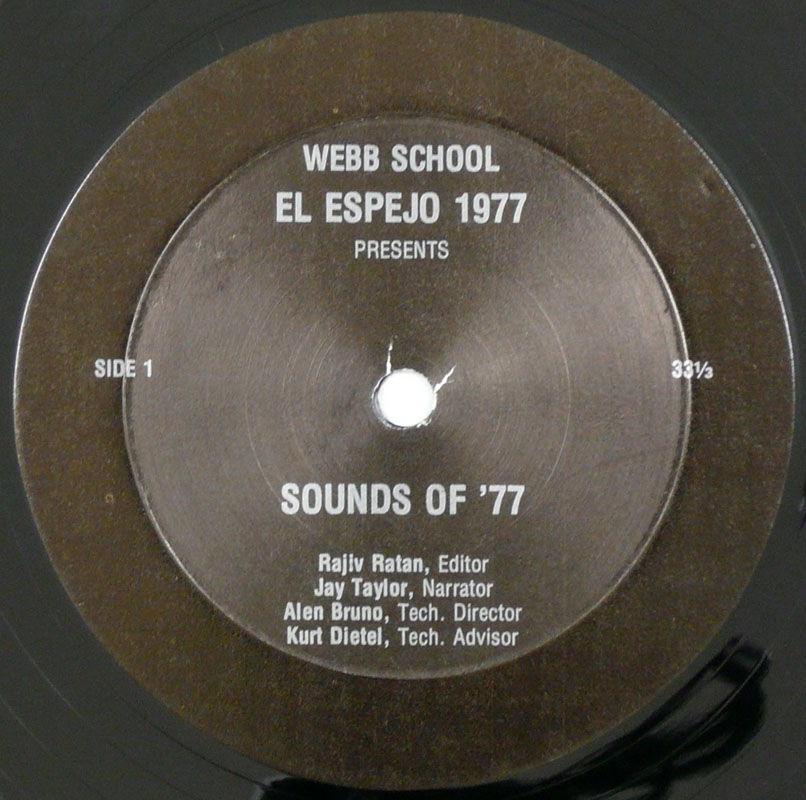 WEBB SCHOOL
EL ESPEJO 1977
PRESENTS
SIDE 1
33⅓
SOUNDS OF ’77
Rajiv Ratan, Editor
Jay Taylor, Narrator
Alen Bruno, Tech. Director
Kurt Dietel, Tech. Advisor